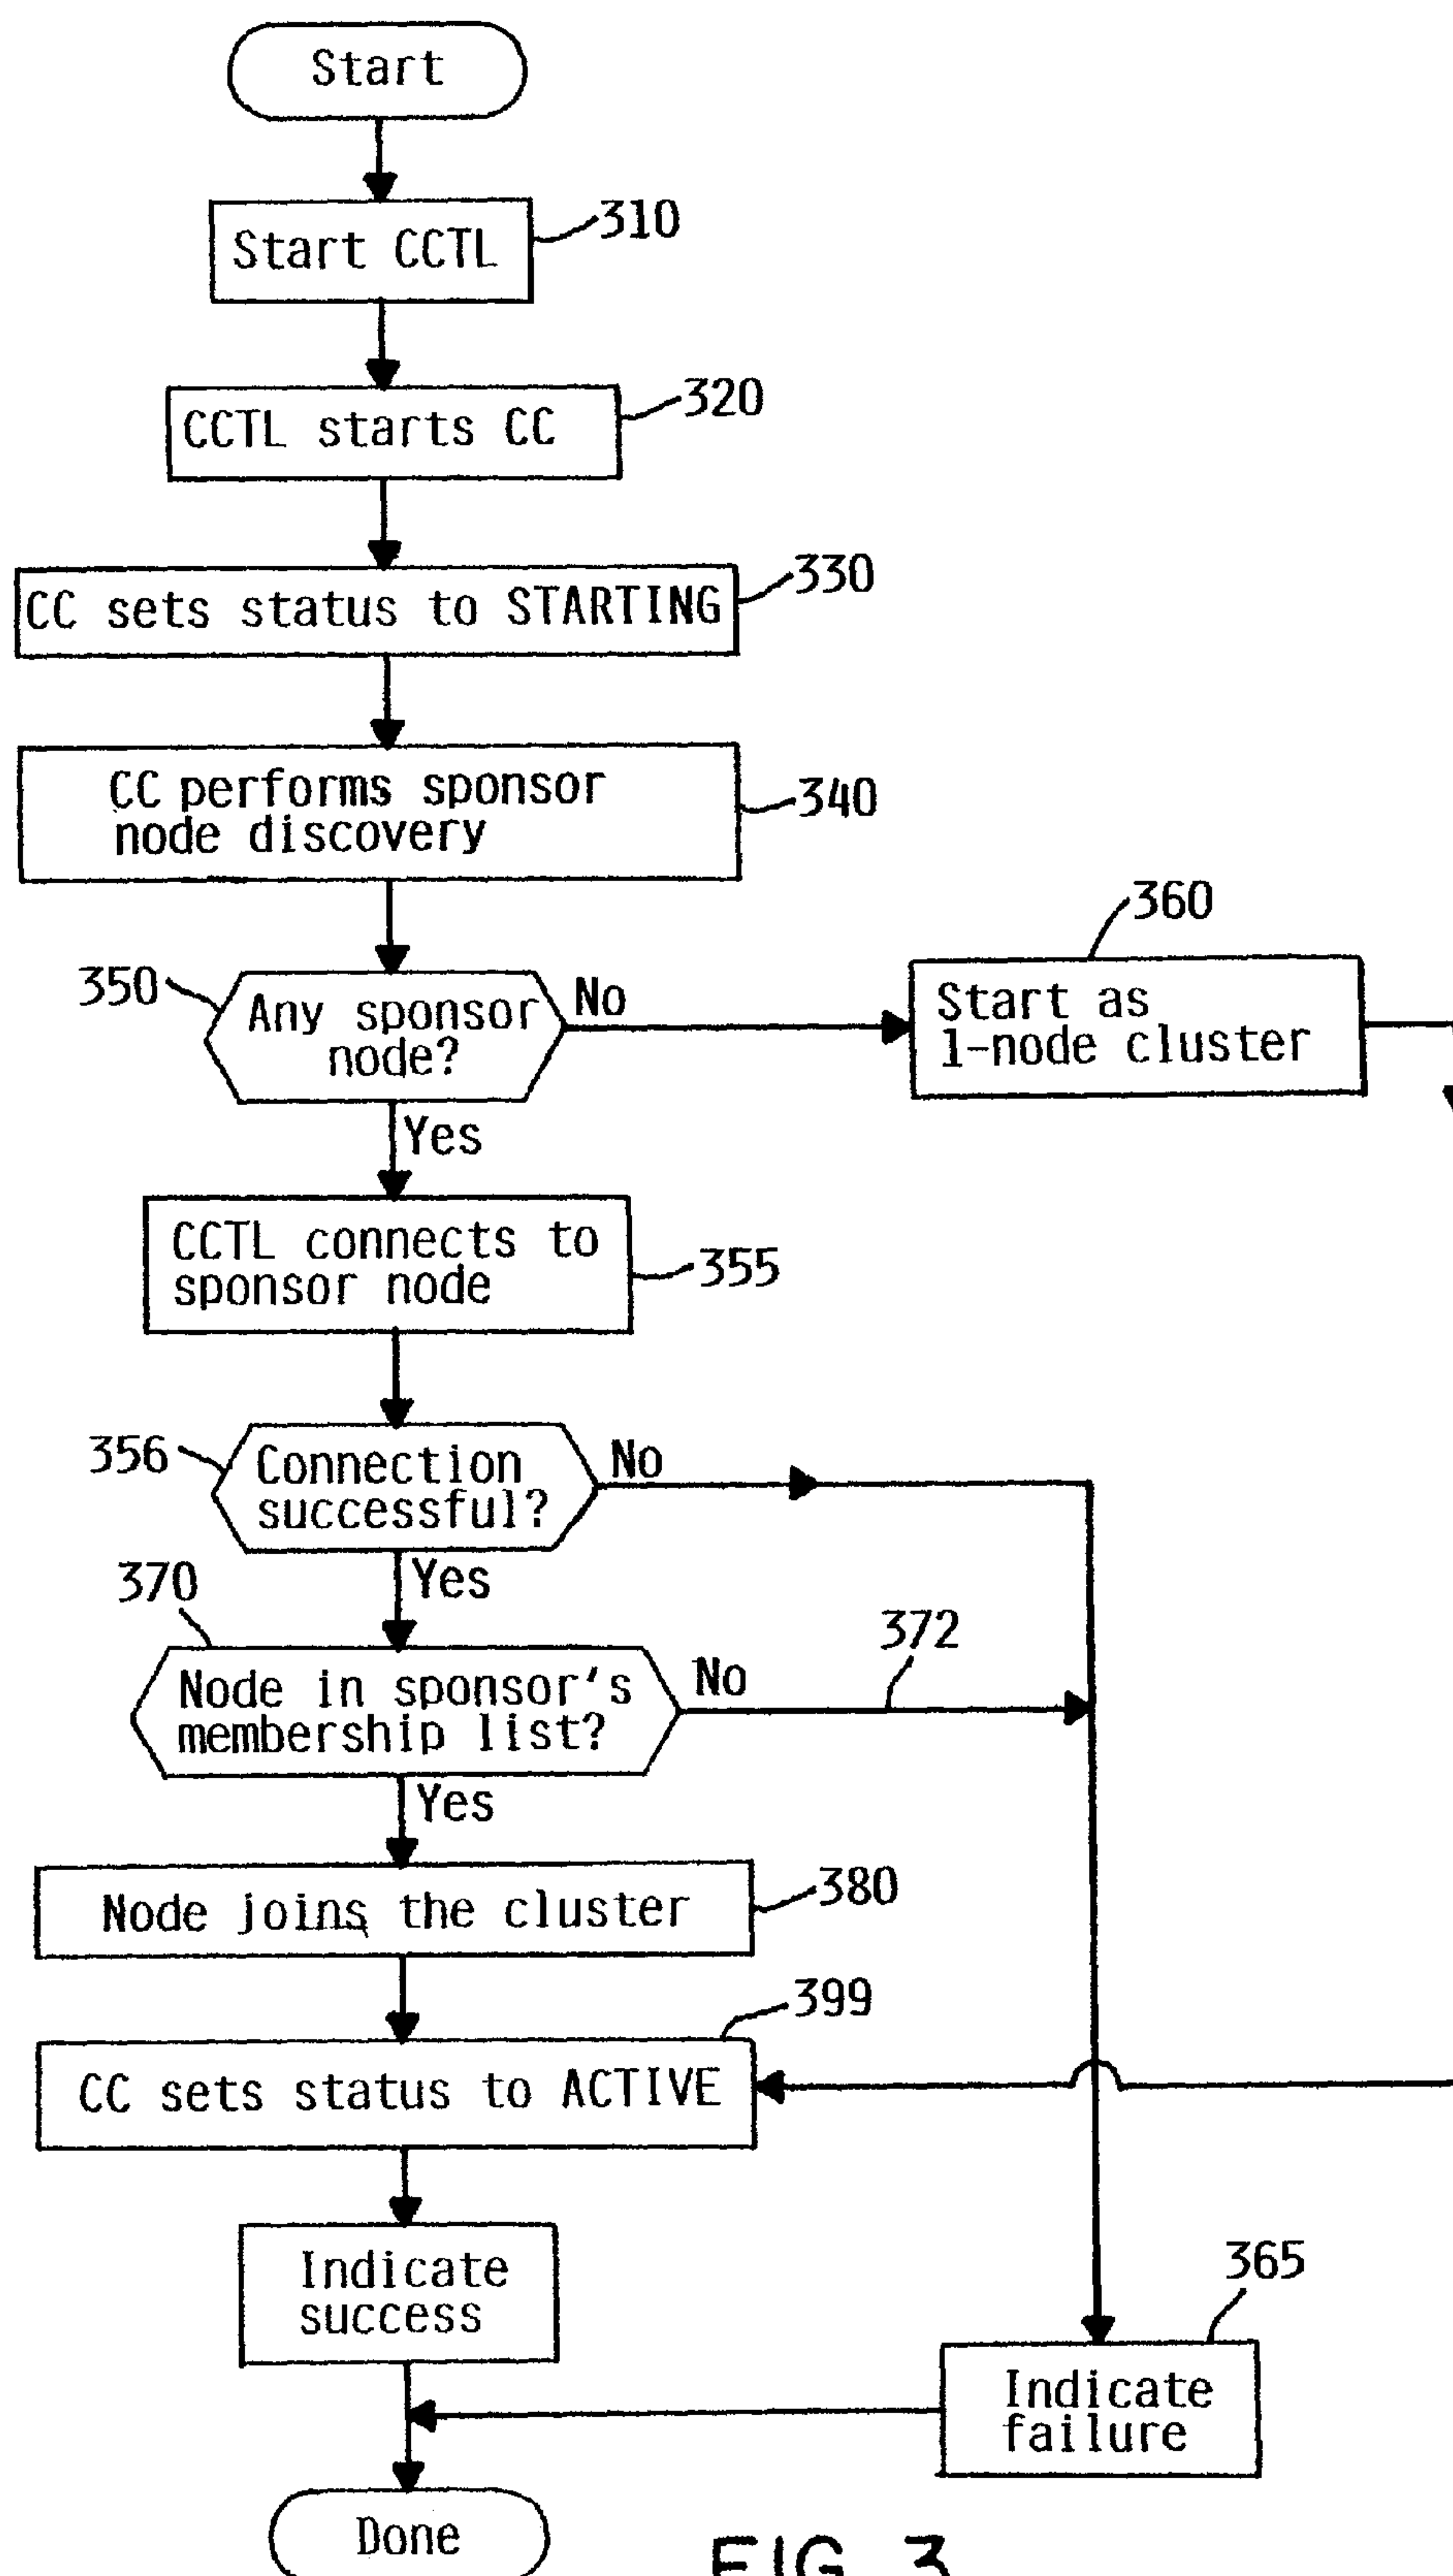 Start
Start CCTL
310
CCTL starts CC
320
CC sets status to STARTING
330
CC performs sponsor
node discovery
340
350
Any sponsor
node?
No
360
Start as
1-node cluster
Yes
CCTL connects to
sponsor node
355
356
Connection
successful?
No
Yes
370
Node in sponsor's
membership list?
No
372
Yes
Node joins the cluster
380
399
CC sets status to ACTIVE
Indicate
success
365
Indicate
failure
Done
FIG. 3